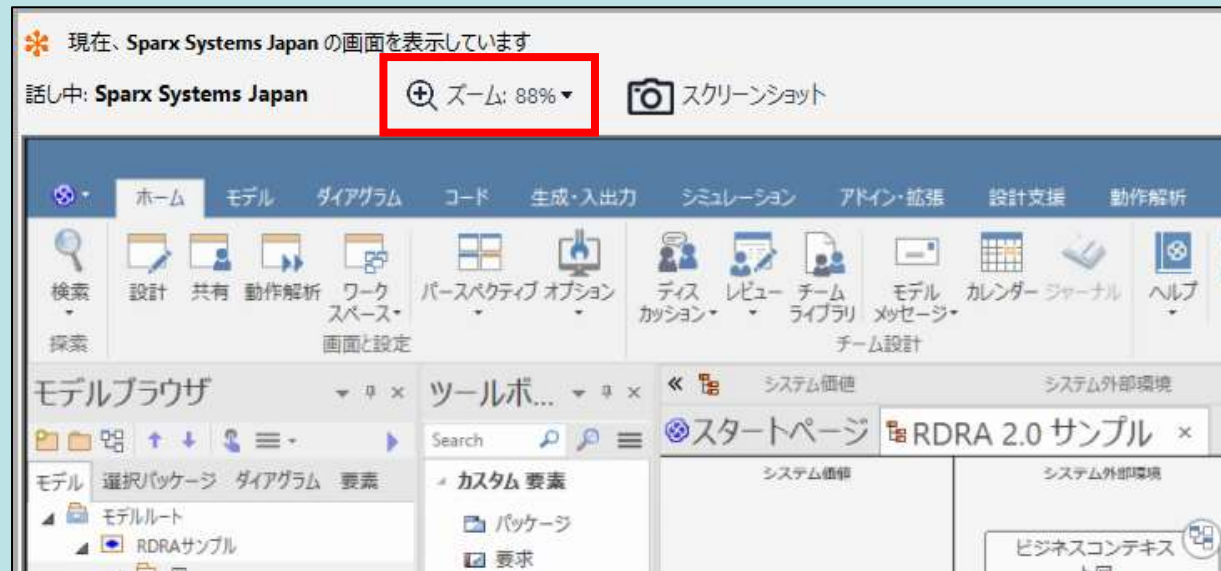 現在、Sparx Systems Japan の画面を表示しています
話し中: Sparx Systems Japan ズーム: 88% スクリーンショット
ホーム モデル ダイアグラム コード 生成・入出力 シミュレーション アドイン・拡張 設計支援 動作解析
検索 設計 共有 動作解析 ワーク パースペクティブ オプション ディス レビュー チーム モデル カレンダー ジャーナル ヘルプ
スペース カッション ライブラリ メッセージ
探索 画面と設定 チーム設計
モデルブラウザ ツールボ... システム価値 システム外部環境
スタートページ RDRA 2.0 サンプル
Search
モデル 選択パッケージ ダイアグラム 要素 カスタム 要素 システム価値 システム外部環境
モデルルート パッケージ
RDRAサンプル 要求 ビジネスコンテキス